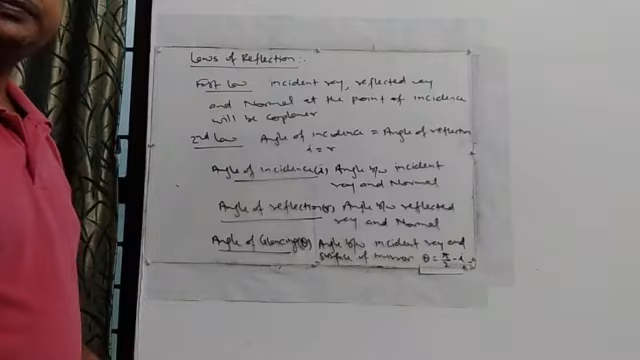 Laws of Reflection:-
First Law incident ray, reflected ray
and Normal at the point of incidence
will be coplaner
2nd Law Angle of incidence = Angle of reflection
i = r
Angle of incidence(i), Angle b/w incident
ray and Normal
Angle of reflection(r), Angle b/w reflected
ray and Normal
Angle of Glancing(θ) Angle b/w incident ray and
surface of mirror θ = π/2 - i